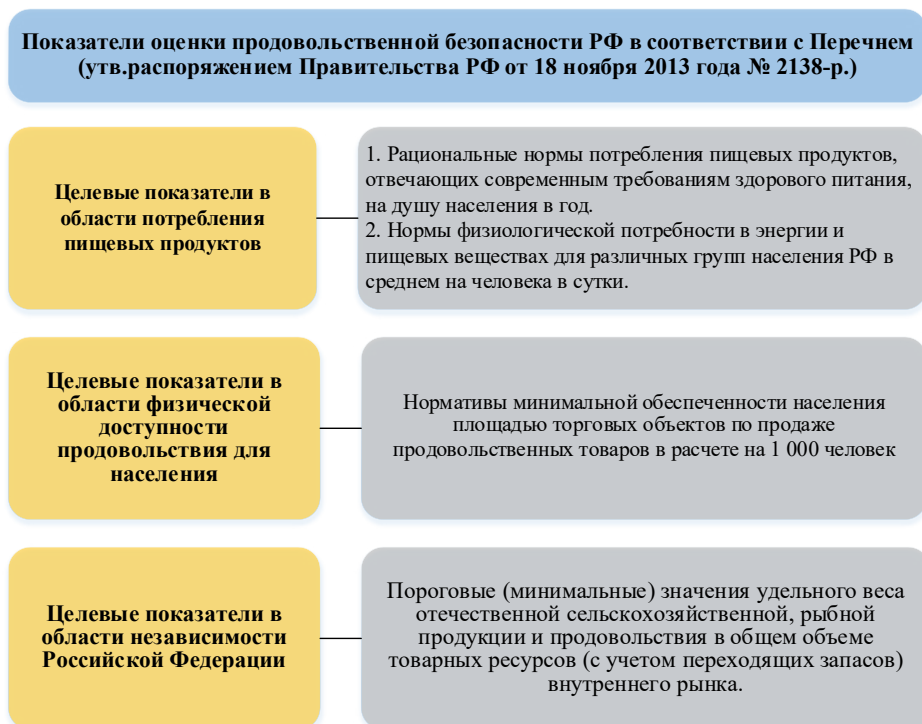 Показатели оценки продовольственной безопасности РФ в соответствии с Перечнем
(утв.распоряжением Правительства РФ от 18 ноября 2013 года № 2138-р.)
Целевые показатели в
области потребления
пищевых продуктов
1. Рациональные нормы потребления пищевых продуктов,
отвечающих современным требованиям здорового питания,
на душу населения в год.
2. Нормы физиологической потребности в энергии и
пищевых веществах для различных групп населения РФ в
среднем на человека в сутки.
Целевые показатели в
области физической
доступности
продовольствия для
населения
Нормативы минимальной обеспеченности населения
площадью торговых объектов по продаже
продовольственных товаров в расчете на 1 000 человек
Целевые показатели в
области независимости
Российской Федерации
Пороговые (минимальные) значения удельного веса
отечественной сельскохозяйственной, рыбной
продукции и продовольствия в общем объеме
товарных ресурсов (с учетом переходящих запасов)
внутреннего рынка.